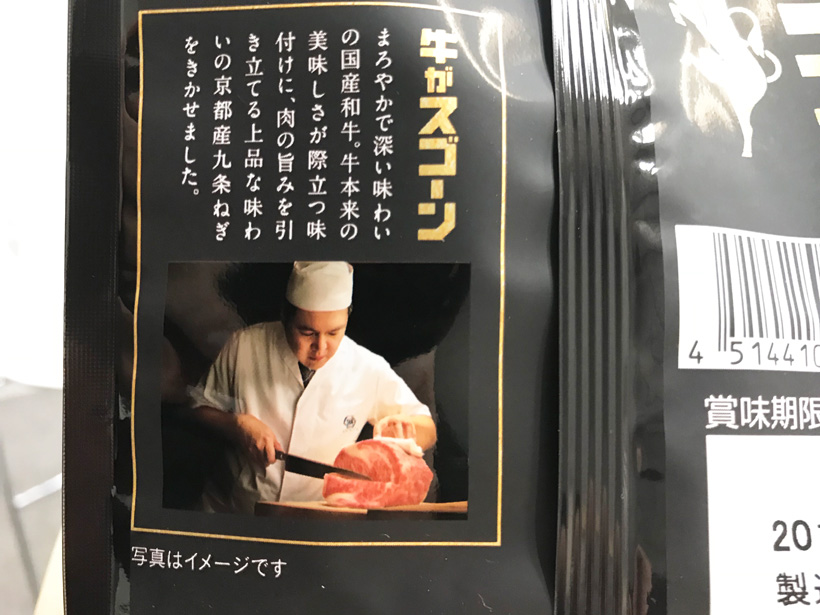 牛がスゴーン
まろやかで深い味わい
の国産和牛。牛本来の
美味しさが際立つ味
付けに、肉の旨みを引
き立てる上品な味わ
いの京都産九条ねぎ
をきかせました。
写真はイメージです
4 514410
賞味期限
201
製造